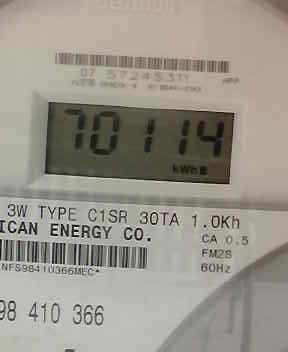 07 57245311
70114
kWh
3W TYPE C1SR 30TA 1.0Kh
ICAN ENERGY CO.
CA 0.5
FM2S
60Hz
NFS98410366MEC*
98 410 366